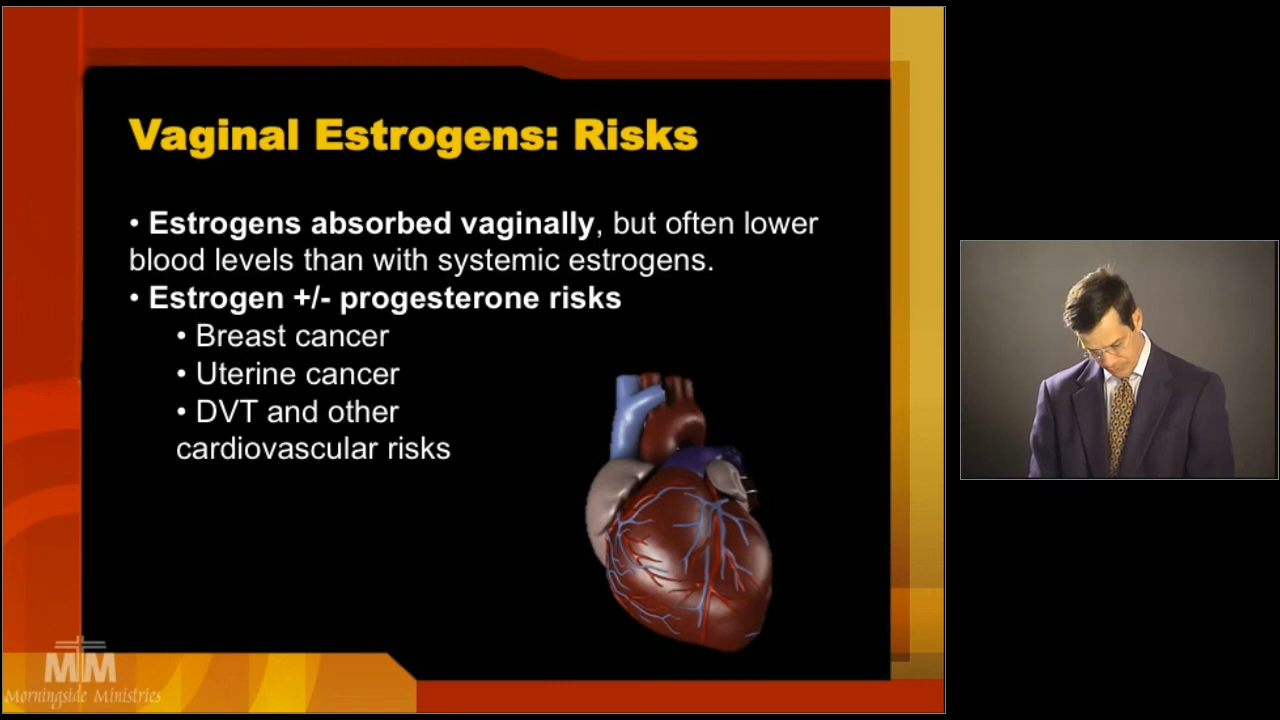 Vaginal Estrogens: Risks
• Estrogens absorbed vaginally, but often lower
blood levels than with systemic estrogens.
• Estrogen +/- progesterone risks
• Breast cancer
• Uterine cancer
• DVT and other
cardiovascular risks
MM
Morningside Ministries